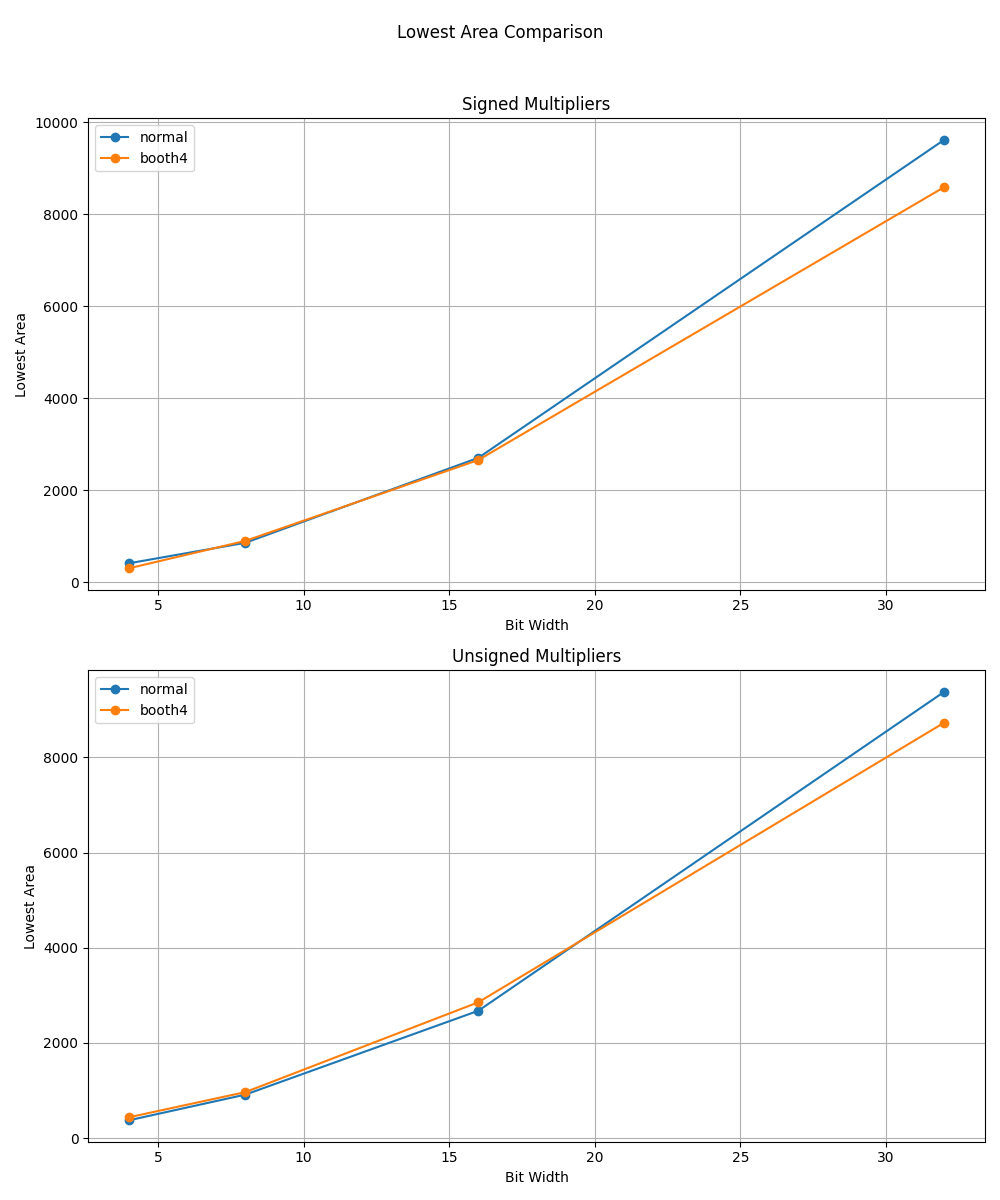 Lowest Area Comparison
Signed Multipliers
normal
booth4
10000
8000
6000
4000
2000
0
Lowest Area
5 10 15 20 25 30
Bit Width
Unsigned Multipliers
normal
booth4
8000
6000
4000
2000
0
Lowest Area
5 10 15 20 25 30
Bit Width